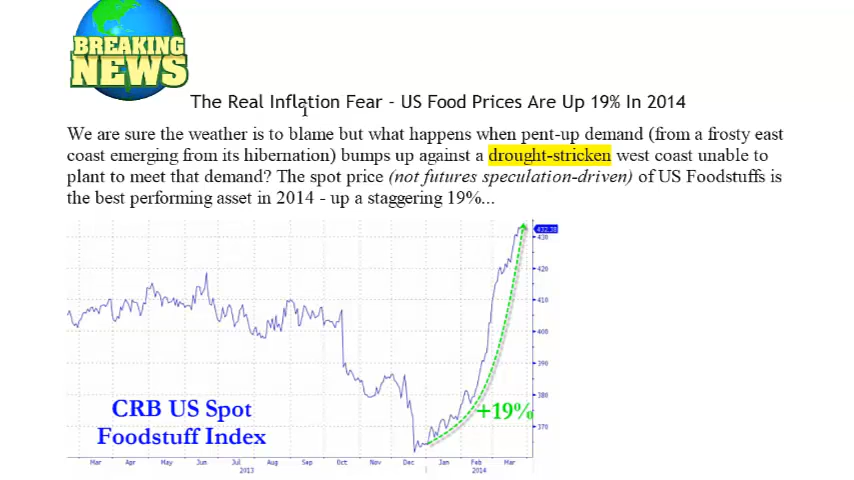 BREAKING
NEWS
The Real Inflation Fear - US Food Prices Are Up 19% In 2014
We are sure the weather is to blame but what happens when pent-up demand (from a frosty east
coast emerging from its hibernation) bumps up against a drought-stricken west coast unable to
plant to meet that demand? The spot price (not futures speculation-driven) of US Foodstuffs is
the best performing asset in 2014 - up a staggering 19%...
432.38
430
420
410
400
390
380
370
+19%
CRB US Spot
Foodstuff Index
Mar Apr May Jun Jul Aug Sep Oct Nov Dec Jan Feb Mar
2013 2014